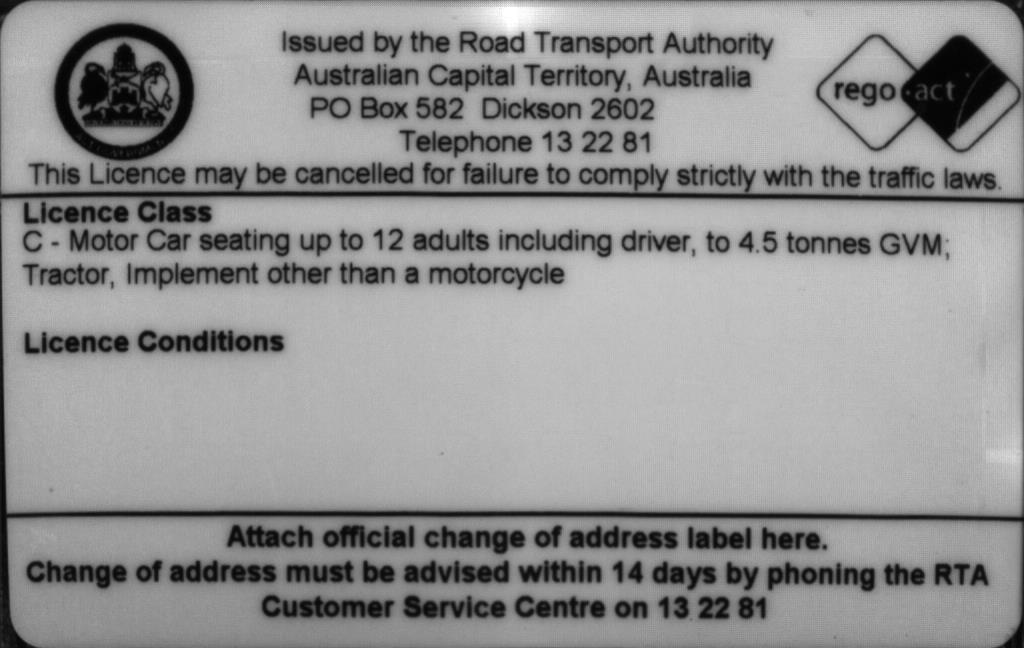 Issued by the Road Transport Authority
Australian Capital Territory, Australia
PO Box 582 Dickson 2602
Telephone 13 22 81
rego act
This Licence may be cancelled for failure to comply strictly with the traffic laws.
Licence Class
C - Motor Car seating up to 12 adults including driver, to 4.5 tonnes GVM;
Tractor, Implement other than a motorcycle
Licence Conditions
Attach official change of address label here.
Change of address must be advised within 14 days by phoning the RTA
Customer Service Centre on 13 22 81